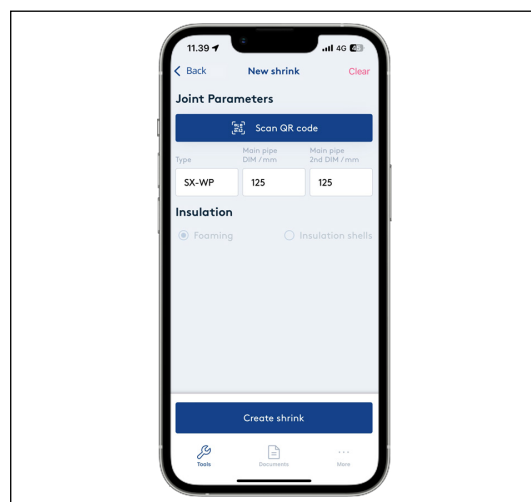 11.39 4G
Back New shrink Clear
Joint Parameters
Scan QR code
Type Main pipe DIM / mm Main pipe 2nd DIM / mm
SX-WP 125 125
Insulation
Foaming Insulation shells
Create shrink
Tools Documents More